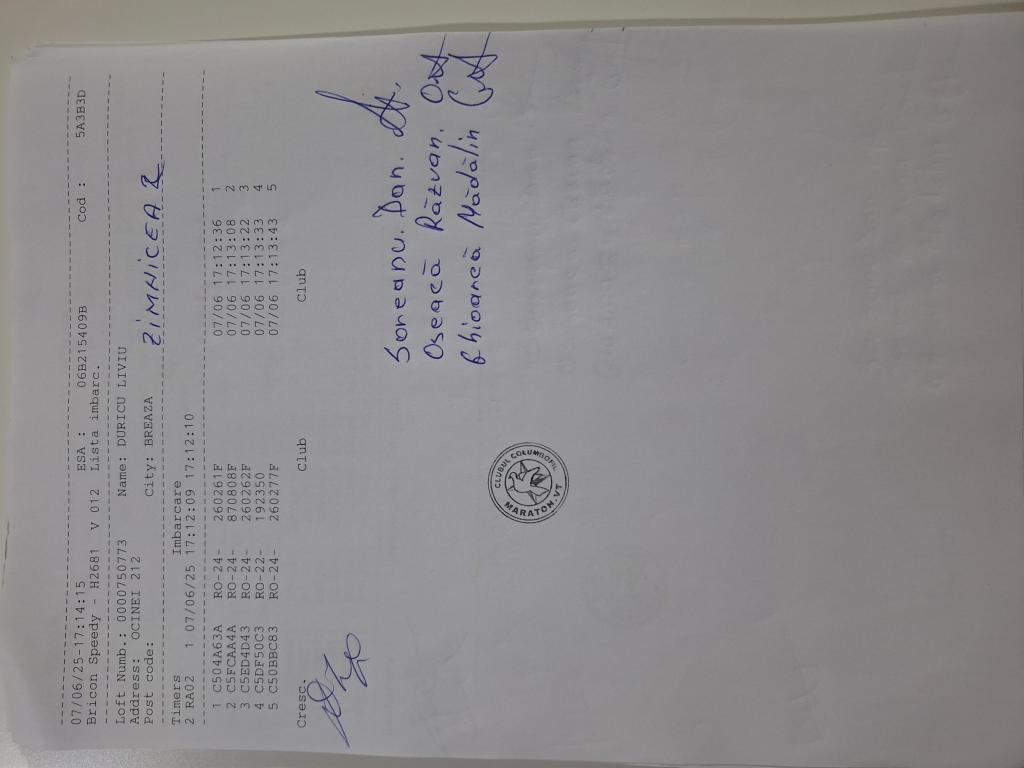 07/06/25-17:14:15
Bricon Speedy - H2681 V 012 ESA : 06B215409B Cod : 5A3B3D
Lista imbarc.
Loft Numb.: 0000750773 Name: DURICU LIVIU
Address: OCINEI 212
Post code: City: BREAZA
ZIMNICEA 2
Timers Imbarcare
2 RA02 1 07/06/25 17:12:09 17:12:10
1 C504A63A RO-24- 260261F 07/06 17:12:36 1
2 C5FCAA4A RO-24- 870808F 07/06 17:13:08 2
3 C5ED4D43 RO-24- 260262F 07/06 17:13:22 3
4 C5DF50C3 RO-22- 192350 07/06 17:13:33 4
5 C50BBC83 RO-24- 260277F 07/06 17:13:43 5
Cresc. Club Club
Soneanu. Dan.
Oseacă Răzvan.
Ghioancă Mădălin
CLUBUL COLUMBOFIL
MARATON.VT